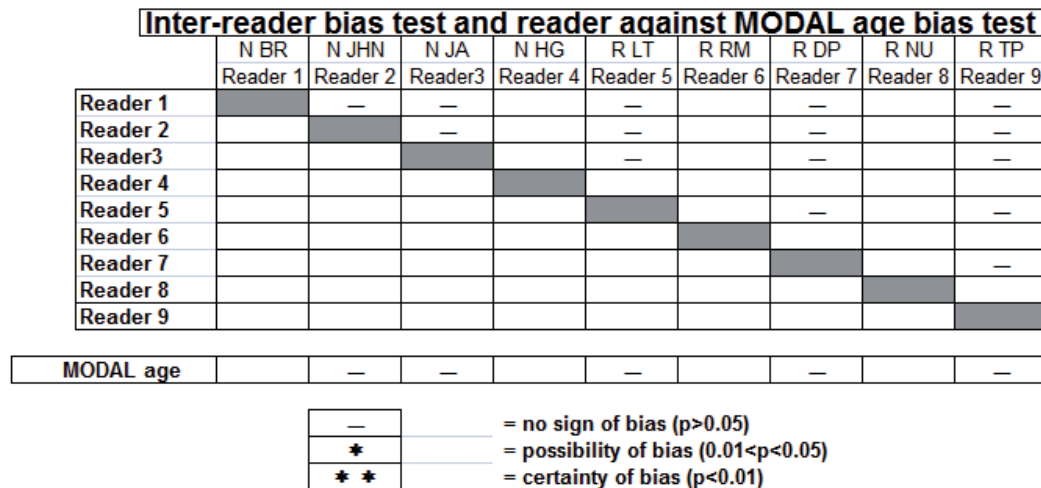 Inter-reader bias test and reader against MODAL age bias test
N BR N JHN N JA N HG R LT R RM R DP R NU R TP
Reader 1 Reader 2 Reader3 Reader 4 Reader 5 Reader 6 Reader 7 Reader 8 Reader 9
Reader 1 – – – – –
Reader 2 – – – –
Reader3 – – –
Reader 4
Reader 5 – –
Reader 6
Reader 7 –
Reader 8
Reader 9
MODAL age – – – – –
– = no sign of bias (p>0.05)
* = possibility of bias (0.01<p<0.05)
* * = certainty of bias (p<0.01)